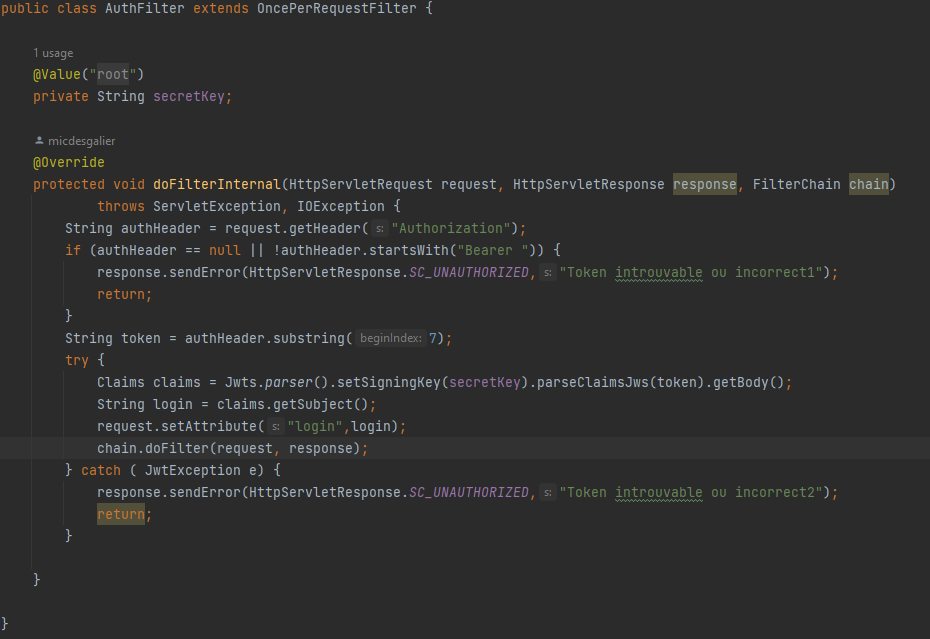 public class AuthFilter extends OncePerRequestFilter {
1 usage
@Value("root")
private String secretKey;
micdesgalier
@Override
protected void doFilterInternal(HttpServletRequest request, HttpServletResponse response, FilterChain chain)
throws ServletException, IOException {
String authHeader = request.getHeader( s: "Authorization");
if (authHeader == null || !authHeader.startsWith("Bearer ")) {
response.sendError(HttpServletResponse.SC_UNAUTHORIZED, s: "Token introuvable ou incorrect1");
return;
}
String token = authHeader.substring( beginIndex: 7);
try {
Claims claims = Jwts.parser().setSigningKey(secretKey).parseClaimsJws(token).getBody();
String login = claims.getSubject();
request.setAttribute( s: "login",login);
chain.doFilter(request, response);
} catch ( JwtException e) {
response.sendError(HttpServletResponse.SC_UNAUTHORIZED, s: "Token introuvable ou incorrect2");
return;
}
}
}